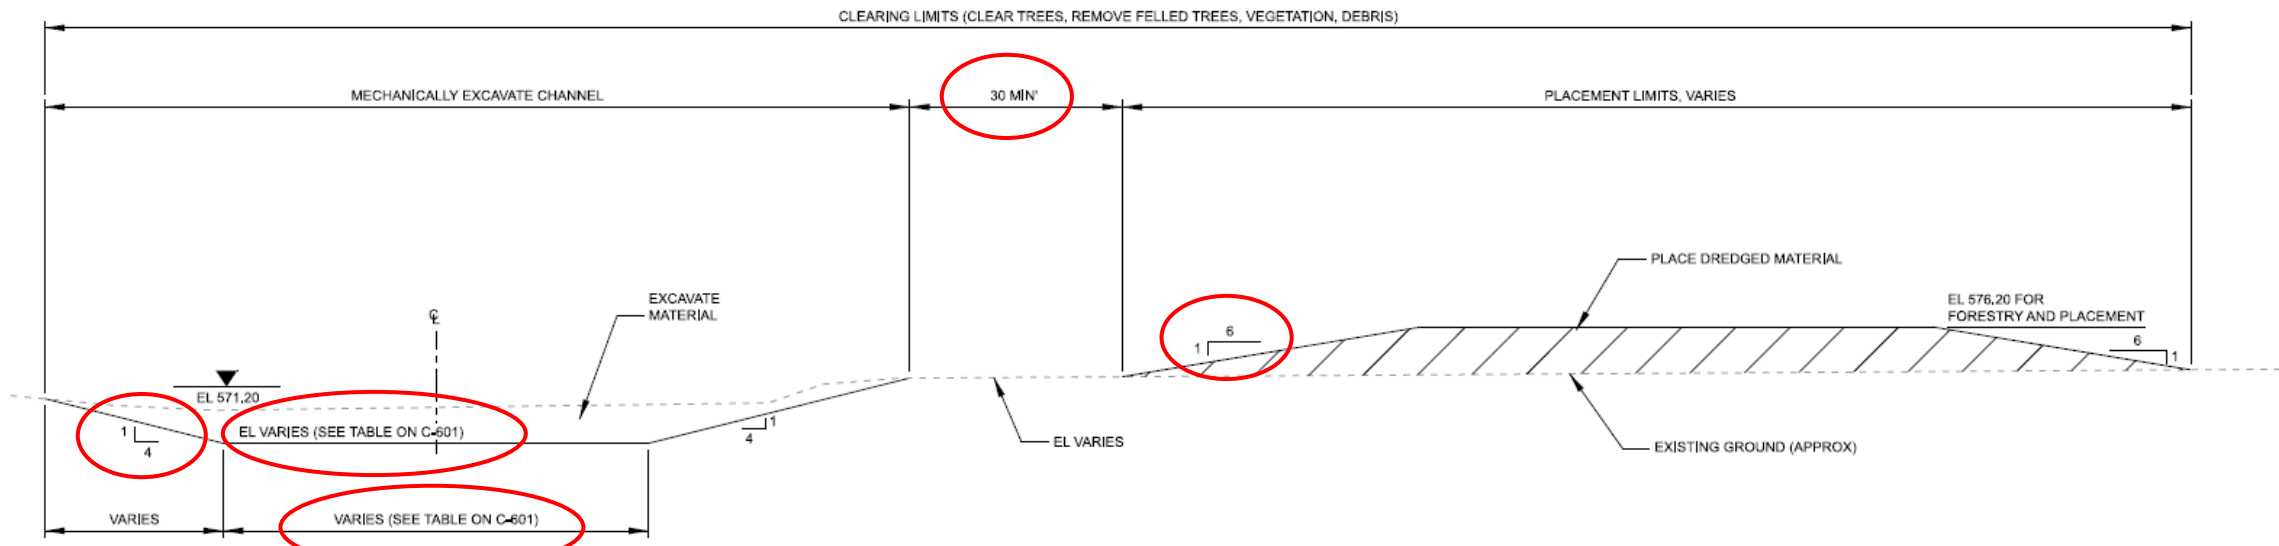 CLEARING LIMITS (CLEAR TREES, REMOVE FELLED TREES, VEGETATION, DEBRIS)
MECHANICALLY EXCAVATE CHANNEL
30 MIN'
PLACEMENT LIMITS, VARIES
PLACE DREDGED MATERIAL
EXCAVATE
MATERIAL
EL 576.20 FOR
FORESTRY AND PLACEMENT
℄
6
1
6
1
EL 571.20
EL VARIES (SEE TABLE ON C-601)
1
4
1
4
EL VARIES
EXISTING GROUND (APPROX)
VARIES
VARIES (SEE TABLE ON C-601)